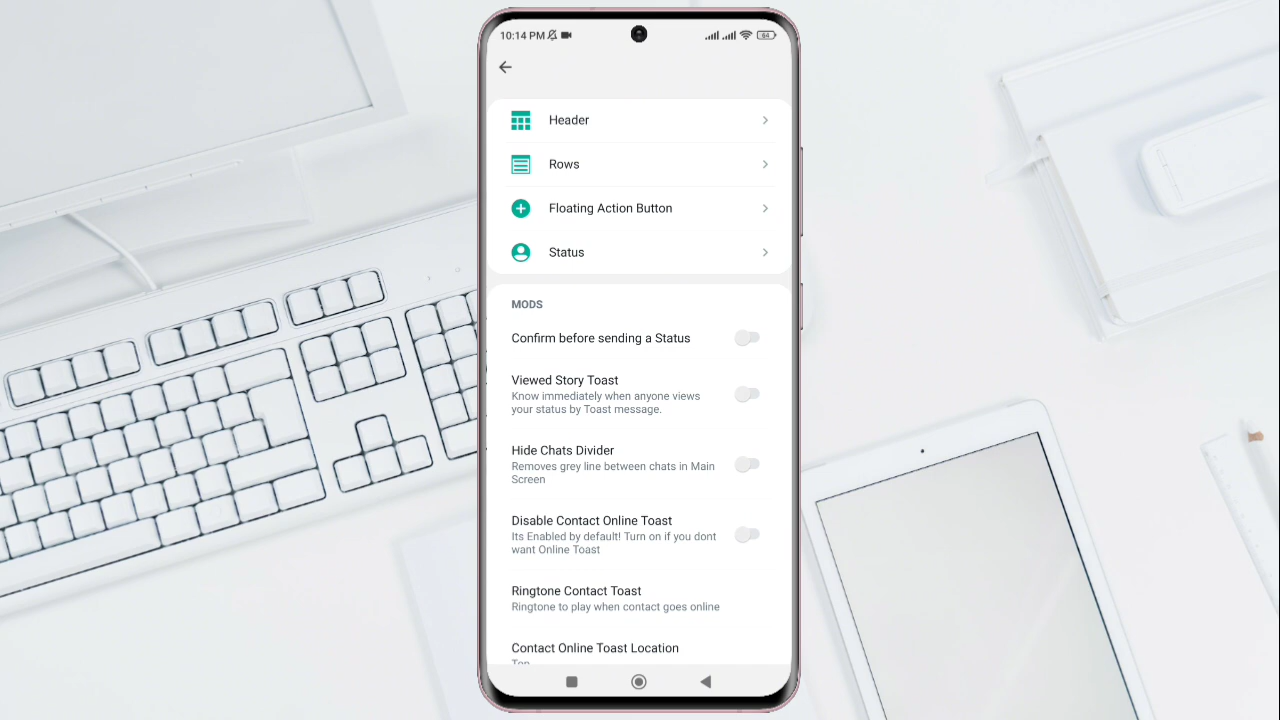 10:14 PM
64
Header
Rows
Floating Action Button
Status
MODS
Confirm before sending a Status
Viewed Story Toast
Know immediately when anyone views
your status by Toast message.
Hide Chats Divider
Removes grey line between chats in Main
Screen
Disable Contact Online Toast
Its Enabled by default! Turn on if you dont
want Online Toast
Ringtone Contact Toast
Ringtone to play when contact goes online
Contact Online Toast Location
Top